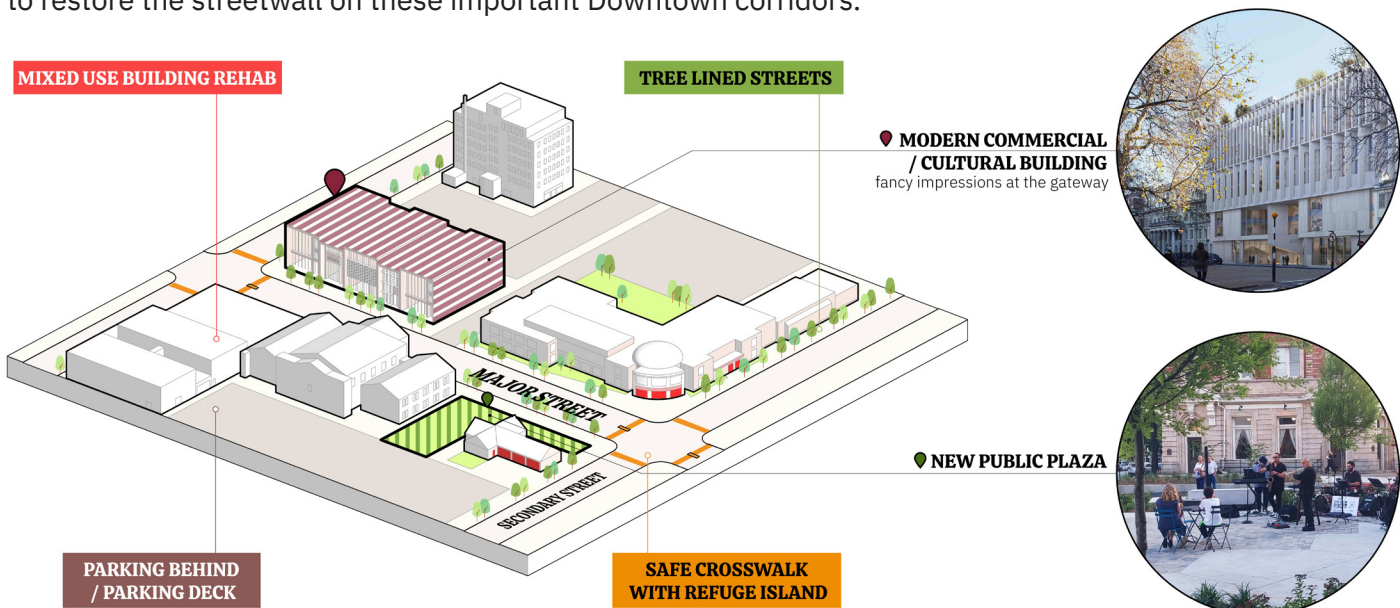 to restore the streetwall on these important Downtown corridors.
MIXED USE BUILDING REHAB
TREE LINED STREETS
MODERN COMMERCIAL
/ CULTURAL BUILDING
fancy impressions at the gateway
MAJOR STREET
NEW PUBLIC PLAZA
SECONDARY STREET
PARKING BEHIND
/ PARKING DECK
SAFE CROSSWALK
WITH REFUGE ISLAND